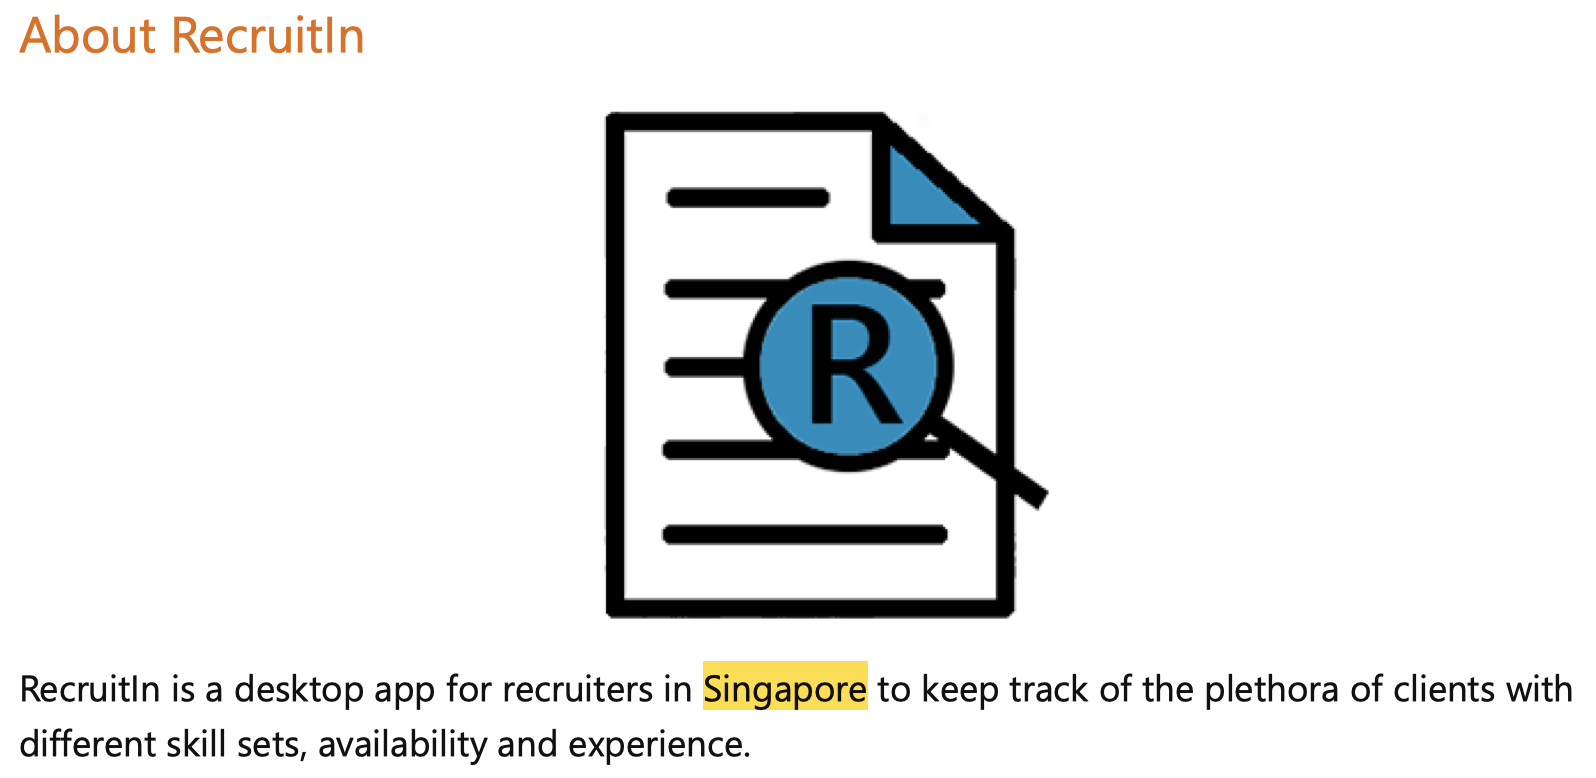 About RecruitIn
R
RecruitIn is a desktop app for recruiters in Singapore to keep track of the plethora of clients with
different skill sets, availability and experience.